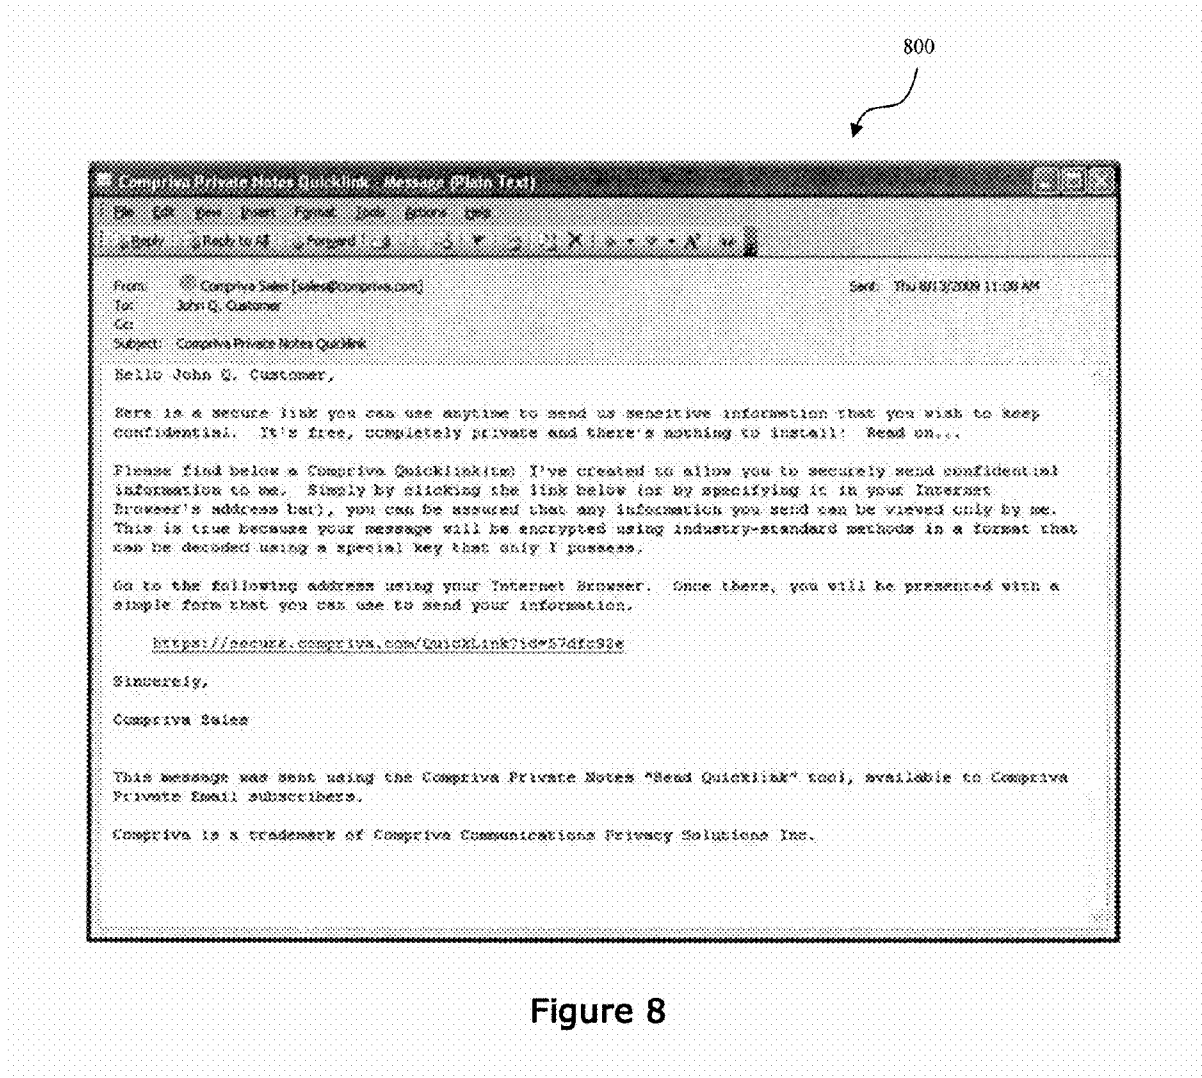 800
Compriva Private Notes Quicklink - Message (Plain Text)
File Edit View Insert Format Tools Actions Help
Reply Reply to All Forward
From: Compriva Sales [sales@compriva.com] Sent: Thu 8/13/2009 11:08 AM
To: John Q. Customer
Cc:
Subject: Compriva Private Notes Quicklink
Hello John Q. Customer,
Here is a secure link you can use anytime to send us sensitive information that you wish to keep
confidential. It's free, completely private and there's nothing to install! Read on...
Please find below a Compriva Quicklink(tm) I've created to allow you to securely send confidential
information to me. Simply by clicking the link below (or by specifying it in your Internet
Browser's address bar), you can be assured that any information you send can be viewed only by me.
This is true because your message will be encrypted using industry-standard methods in a format that
can be decoded using a special key that only I possess.
Go to the following address using your Internet Browser. Once there, you will be presented with a
simple form that you can use to send your information.
https://secure.compriva.com/QuickLink?id=57dfc92e
Sincerely,
Compriva Sales
This message was sent using the Compriva Private Notes "Send Quicklink" tool, available to Compriva
Private Email subscribers.
Compriva is a trademark of Compriva Communications Privacy Solutions Inc.
Figure 8